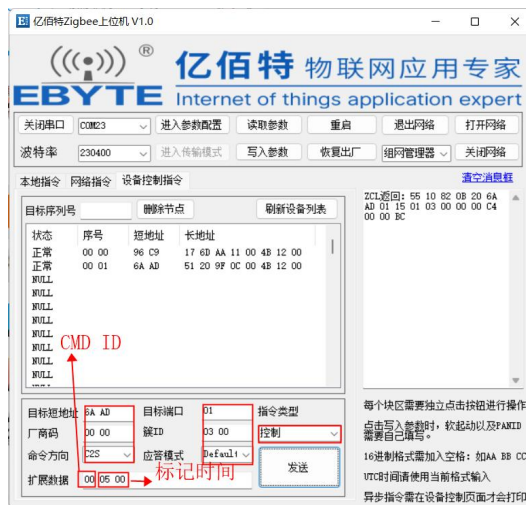 亿佰特Zigbee上位机 V1.0
®
亿佰特 物联网应用专家
EBYTE Internet of things application expert
关闭串口 COM23 进入参数配置 读取参数 重启 退出网络 打开网络
波特率 230400 进入传输模式 写入参数 恢复出厂 组网管理器 关闭网络
本地指令 网络指令 设备控制指令 清空消息框
目标序列号 删除节点 刷新设备列表
状态 序号 短地址 长地址
正常 00 00 96 C9 17 6D AA 11 00 4B 12 00
正常 00 01 6A AD 51 20 9F 0C 00 4B 12 00
NULL
NULL
NULL
NULL
NULL
NULL
NULL
NULL
CMD ID
ZCL返回: 55 10 82 0B 20 6A
AD 01 15 01 03 00 00 00 C4
00 00 BC
目标短地址 6A AD 目标端口 01 指令类型
厂商码 00 00 簇ID 03 00 控制
命令方向 C2S 应答模式 Default 发送
扩展数据 00 05 00 标记时间
每个块区需要独立点击按钮进行操作
点击写入参数时，软起动以及PANID
需要自己填写。
16进制格式需加入空格：如AA BB CC
UTC时间请使用当前格式输入
异步指令需在设备控制页面才会打印